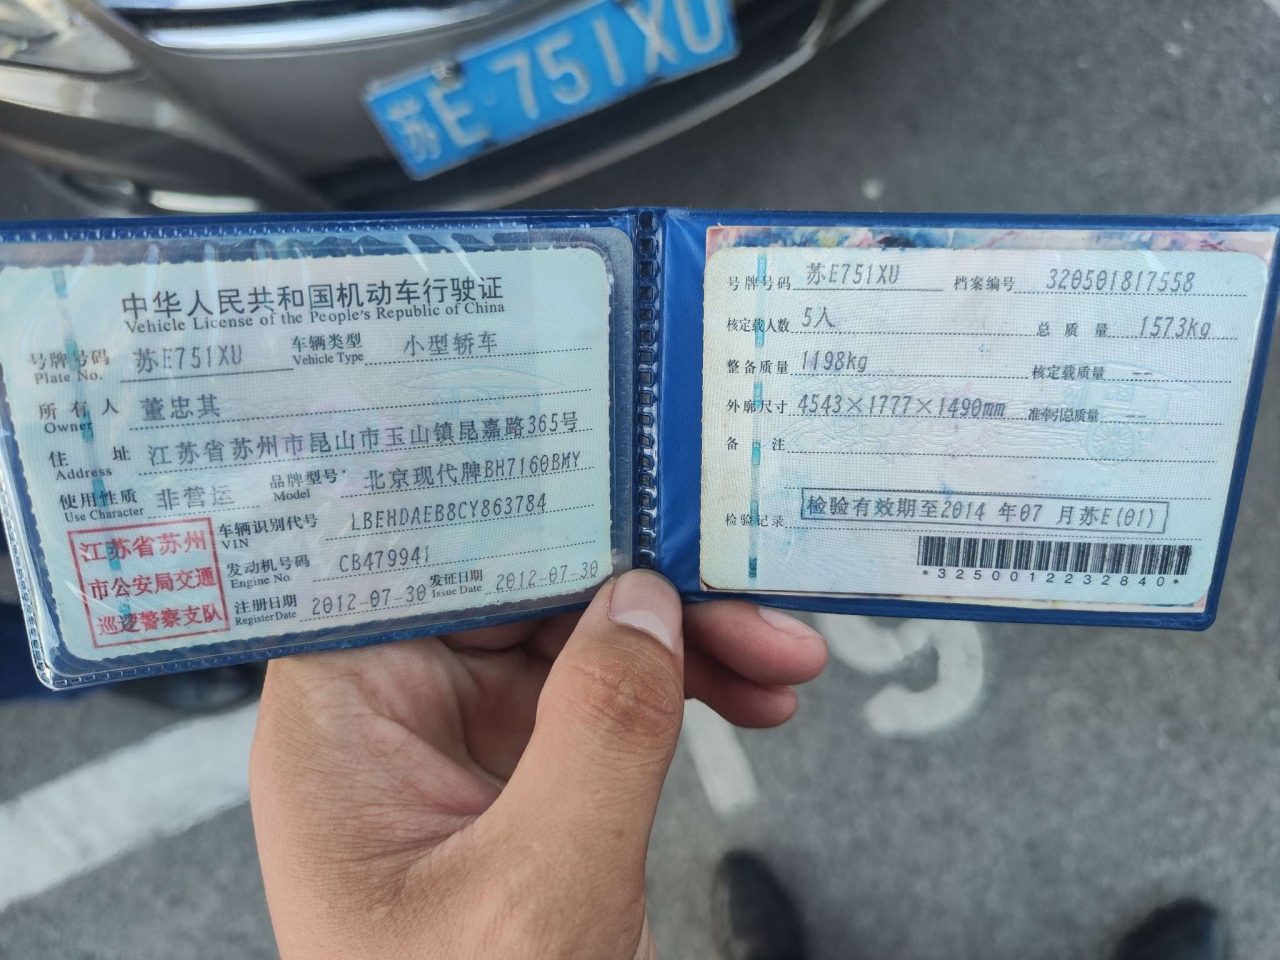 苏E·751XU
中华人民共和国机动车行驶证
Vehicle License of the People's Republic of China
号牌号码 苏E751XU 车辆类型 小型轿车
Plate No. Vehicle Type
所有人 董忠其
Owner
住址 江苏省苏州市昆山市玉山镇昆嘉路365号
Address
使用性质 非营运 品牌型号 北京现代牌BH7160BMY
Use Character Model
江苏省苏州
市公安局交通
巡逻警察支队
车辆识别代号 LBEHDAEB8CY863784
VIN
发动机号码 CB479941
Engine No.
注册日期 2012-07-30 发证日期 2012-07-30
Register Date Issue Date
号牌号码 苏E751XU 档案编号 320501817558
核定载人数 5人 总质量 1573kg
整备质量 1198kg 核定载质量 --
外廓尺寸 4543×1777×1490mm 准牵引总质量 --
备注
检验记录 检验有效期至2014年07月苏E(01)
*3250012232840*